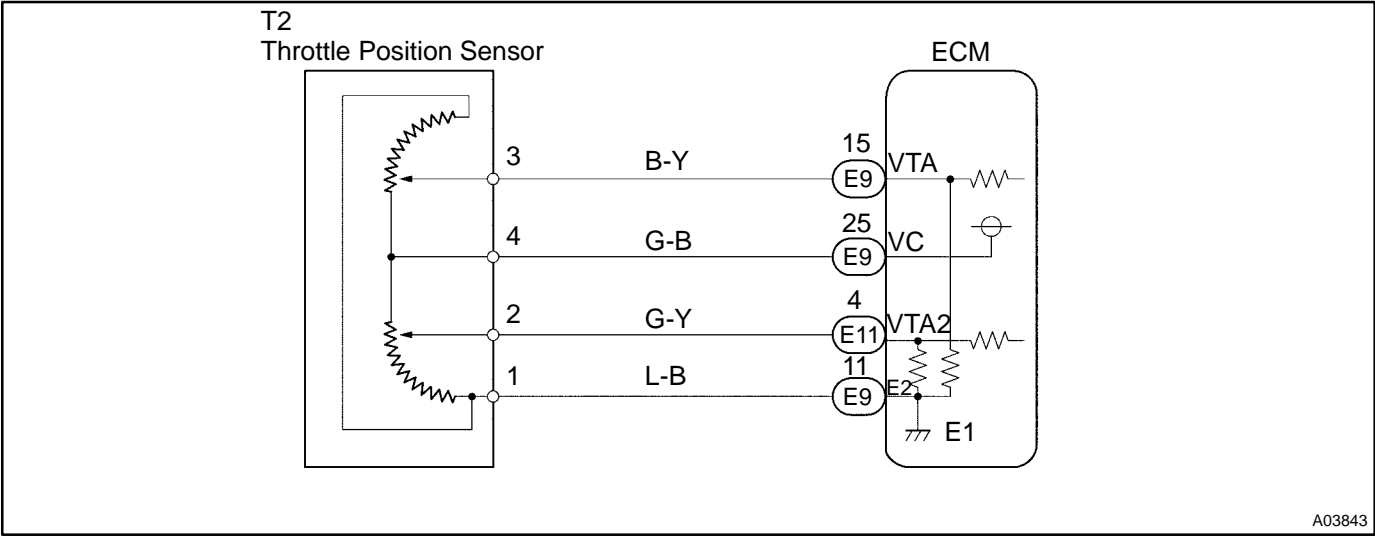 T2
Throttle Position Sensor
ECM
3
B-Y
15
E9
VTA
4
G-B
25
E9
VC
2
G-Y
4
E11
VTA2
1
L-B
11
E9
E2
E1
A03843